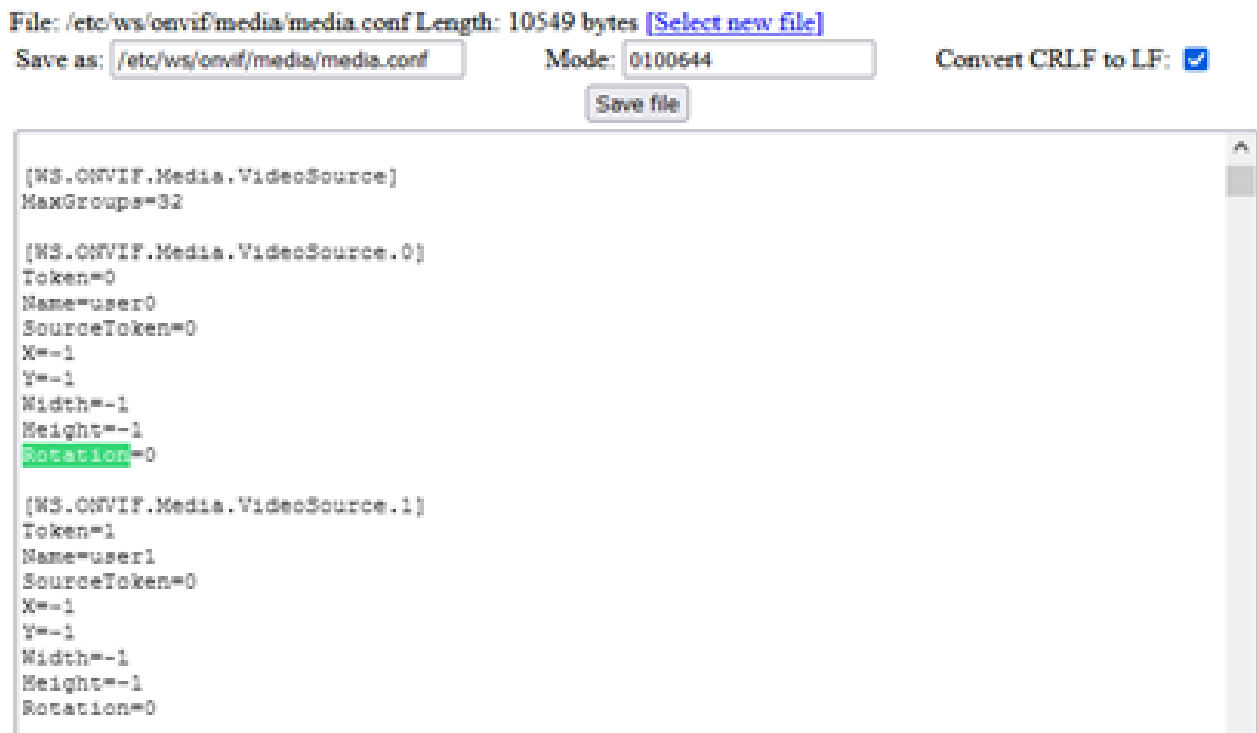 File: /etc/ws/onvif/media/media.conf Length: 10549 bytes [Select new file]
Save as: /etc/ws/onvif/media/media.conf Mode: 0100644 Convert CRLF to LF:
Save file
[WS.ONVIF.Media.VideoSource]
MaxGroups=32
[WS.ONVIF.Media.VideoSource.0]
Token=0
Name=user0
SourceToken=0
X=-1
Y=-1
Width=-1
Height=-1
Rotation=0
[WS.ONVIF.Media.VideoSource.1]
Token=1
Name=user1
SourceToken=0
X=-1
Y=-1
Width=-1
Height=-1
Rotation=0